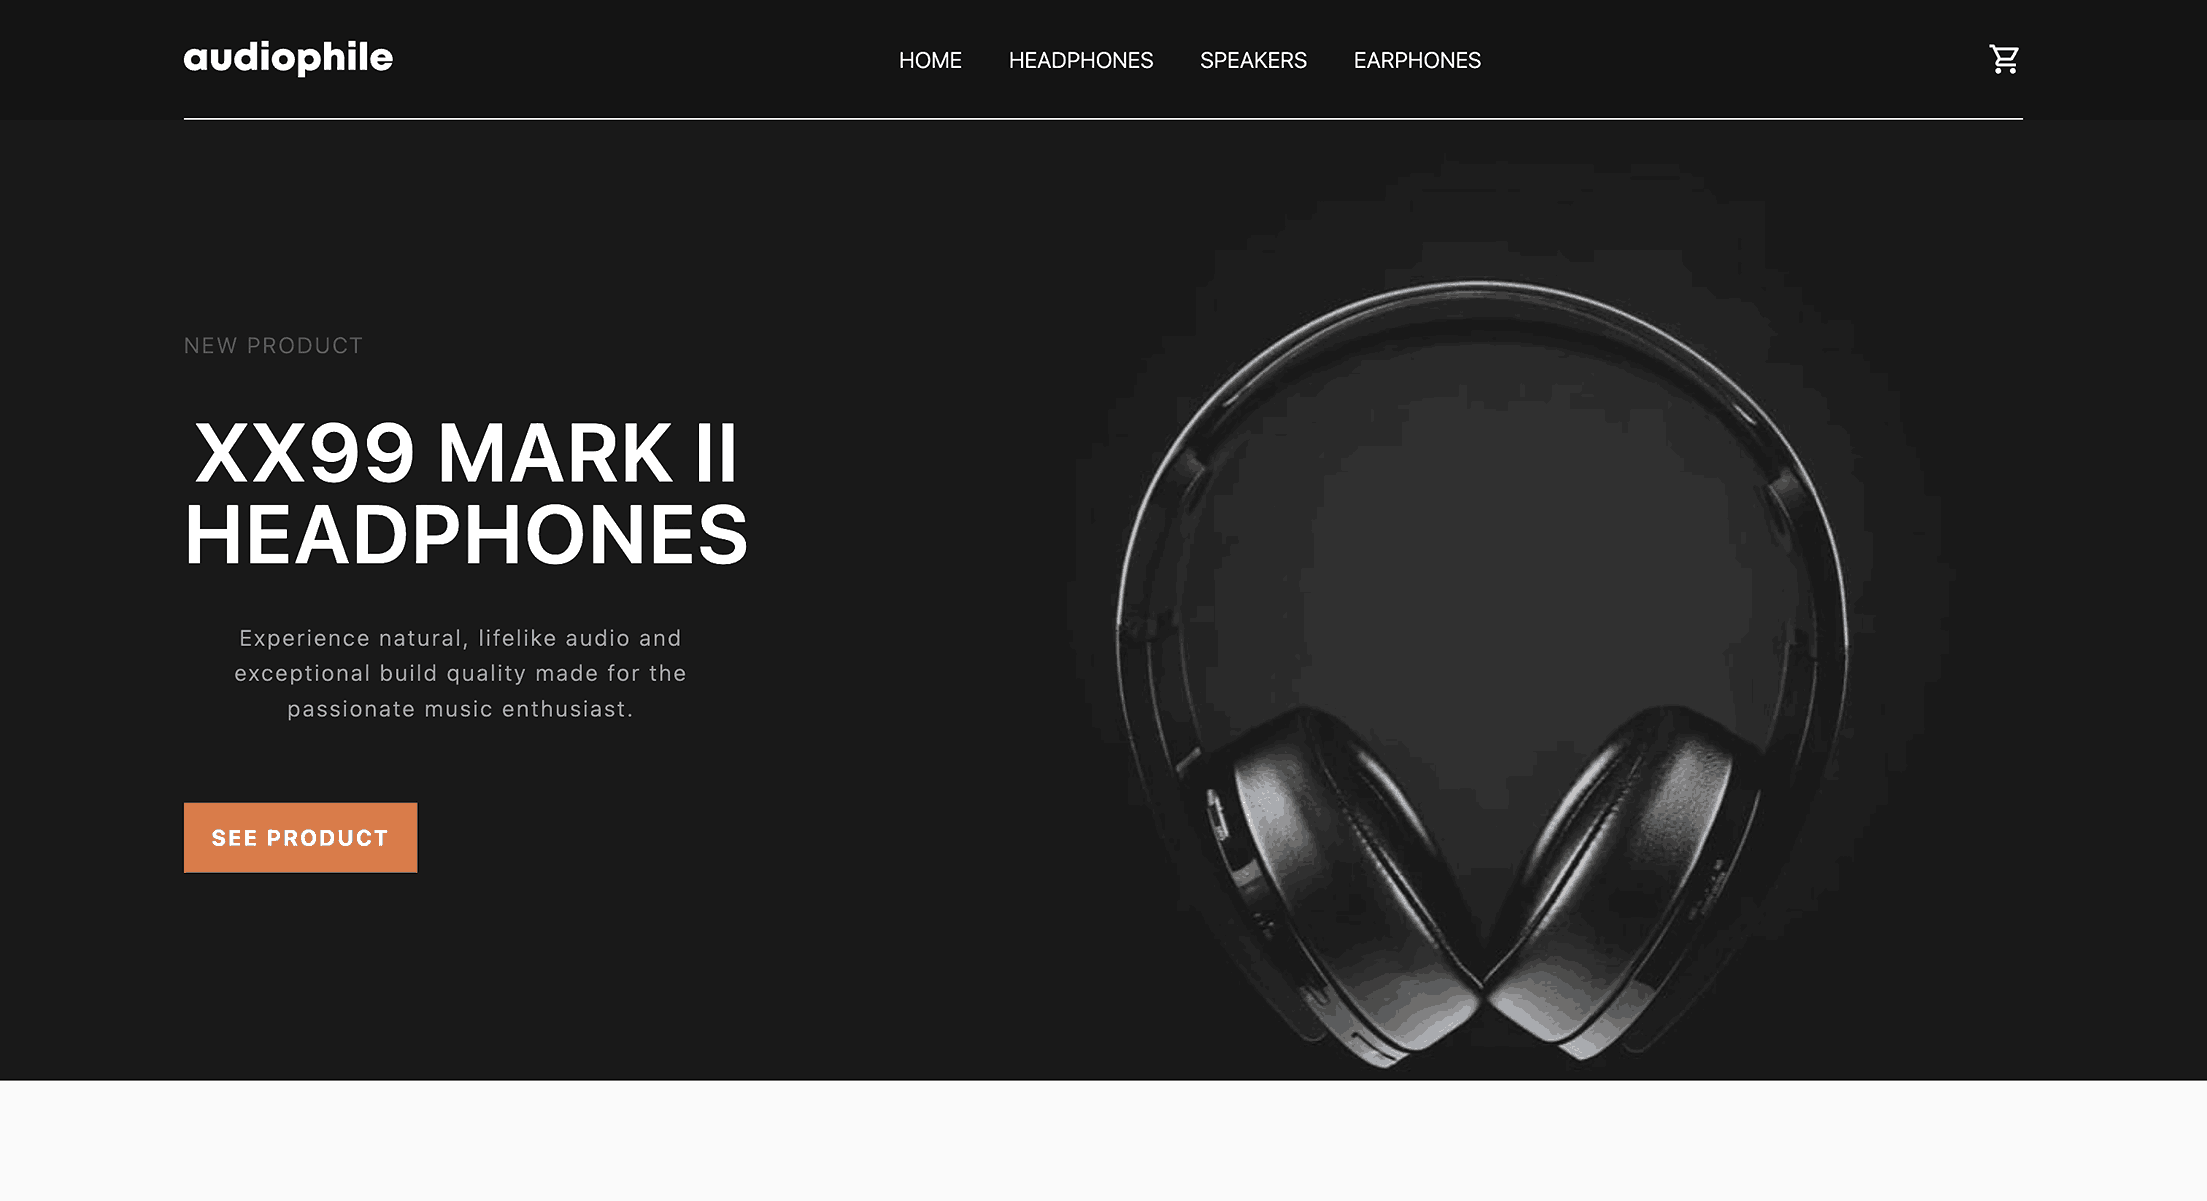 audiophile
HOME HEADPHONES SPEAKERS EARPHONES
NEW PRODUCT
XX99 MARK II
HEADPHONES
Experience natural, lifelike audio and
exceptional build quality made for the
passionate music enthusiast.
SEE PRODUCT